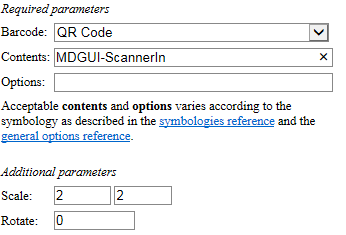 Required parameters
Barcode: QR Code
Contents: MDGUI-ScannerIn ×
Options:
Acceptable contents and options varies according to the
symbology as described in the symbologies reference and the
general options reference.
Additional parameters
Scale: 2 2
Rotate: 0